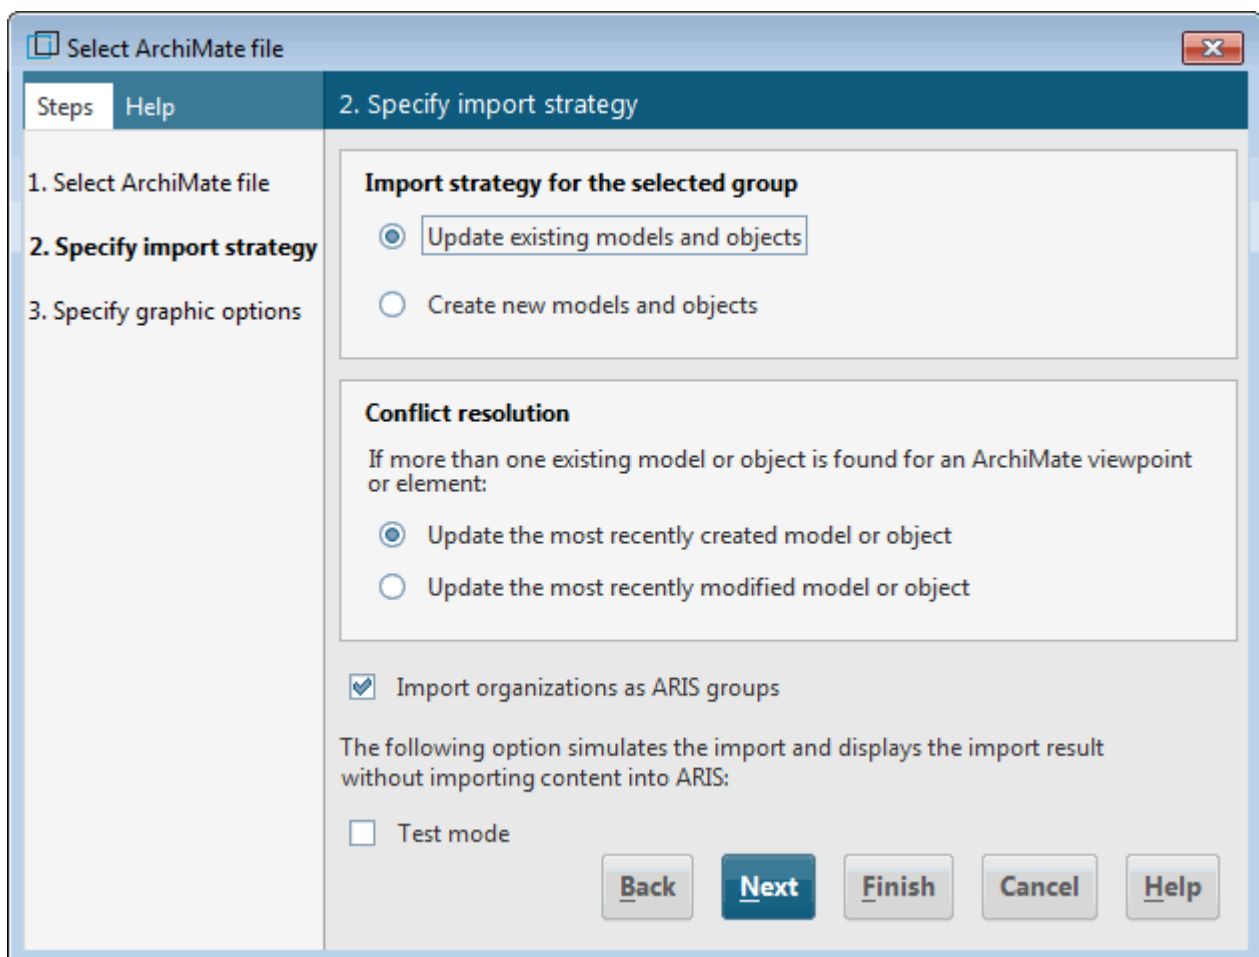 Select ArchiMate file
Steps Help
1. Select ArchiMate file
2. Specify import strategy
3. Specify graphic options
2. Specify import strategy
Import strategy for the selected group
Update existing models and objects
Create new models and objects
Conflict resolution
If more than one existing model or object is found for an ArchiMate viewpoint
or element:
Update the most recently created model or object
Update the most recently modified model or object
Import organizations as ARIS groups
The following option simulates the import and displays the import result
without importing content into ARIS:
Test mode
Back Next Finish Cancel Help